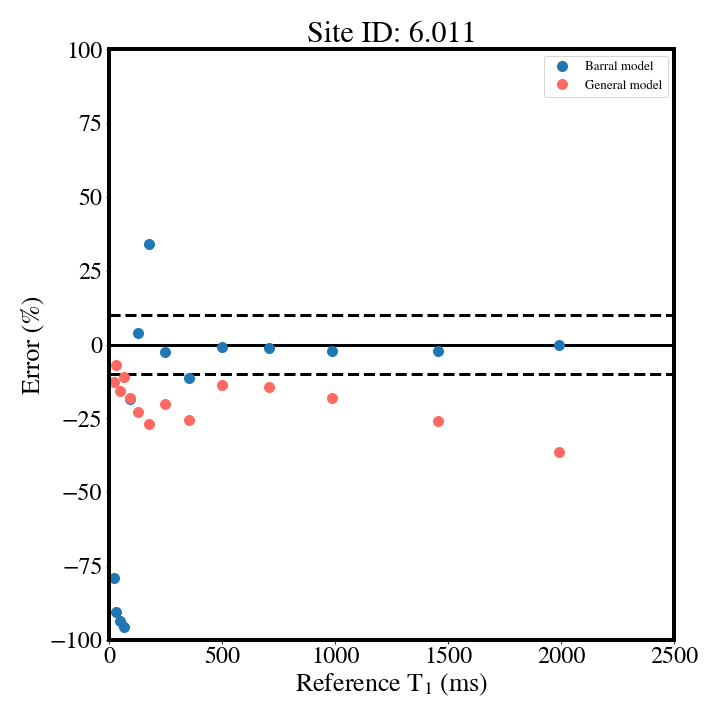 Site ID: 6.011
Barral model
General model
100
75
50
25
0
−25
−50
−75
−100
Error (%)
0 500 1000 1500 2000 2500
Reference T₁ (ms)